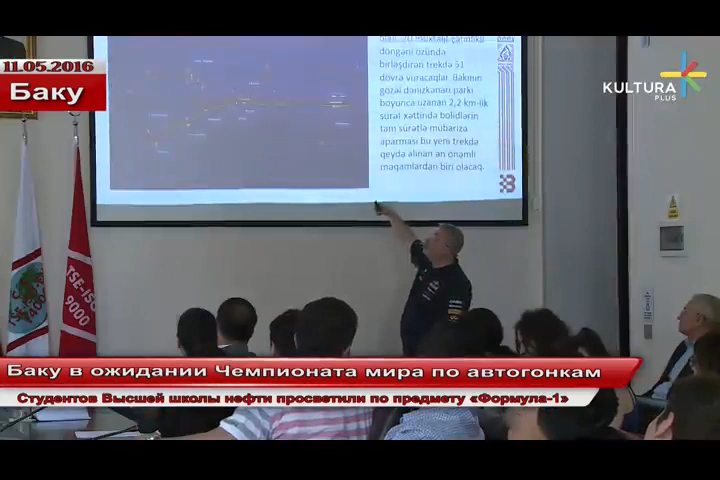 11.05.2016
Баку
KULTURA
PLUS
döngəni özündə
birləşdirən trekdə 51
dövrə vuracaqlar. Bakının
gözəl dənizkənarı parkı
boyunca uzanan 2,2 km-lik
sürət xəttində bolidlərin
tam sürətlə mübarizə
aparması bu yeni trekdə
qeydə alınan ən önəmli
məqamlardan biri olacaq.
TSE-ISO
9000
Баку в ожидании Чемпионата мира по автогонкам
Студентов Высшей школы нефти просветили по предмету «Формула-1»